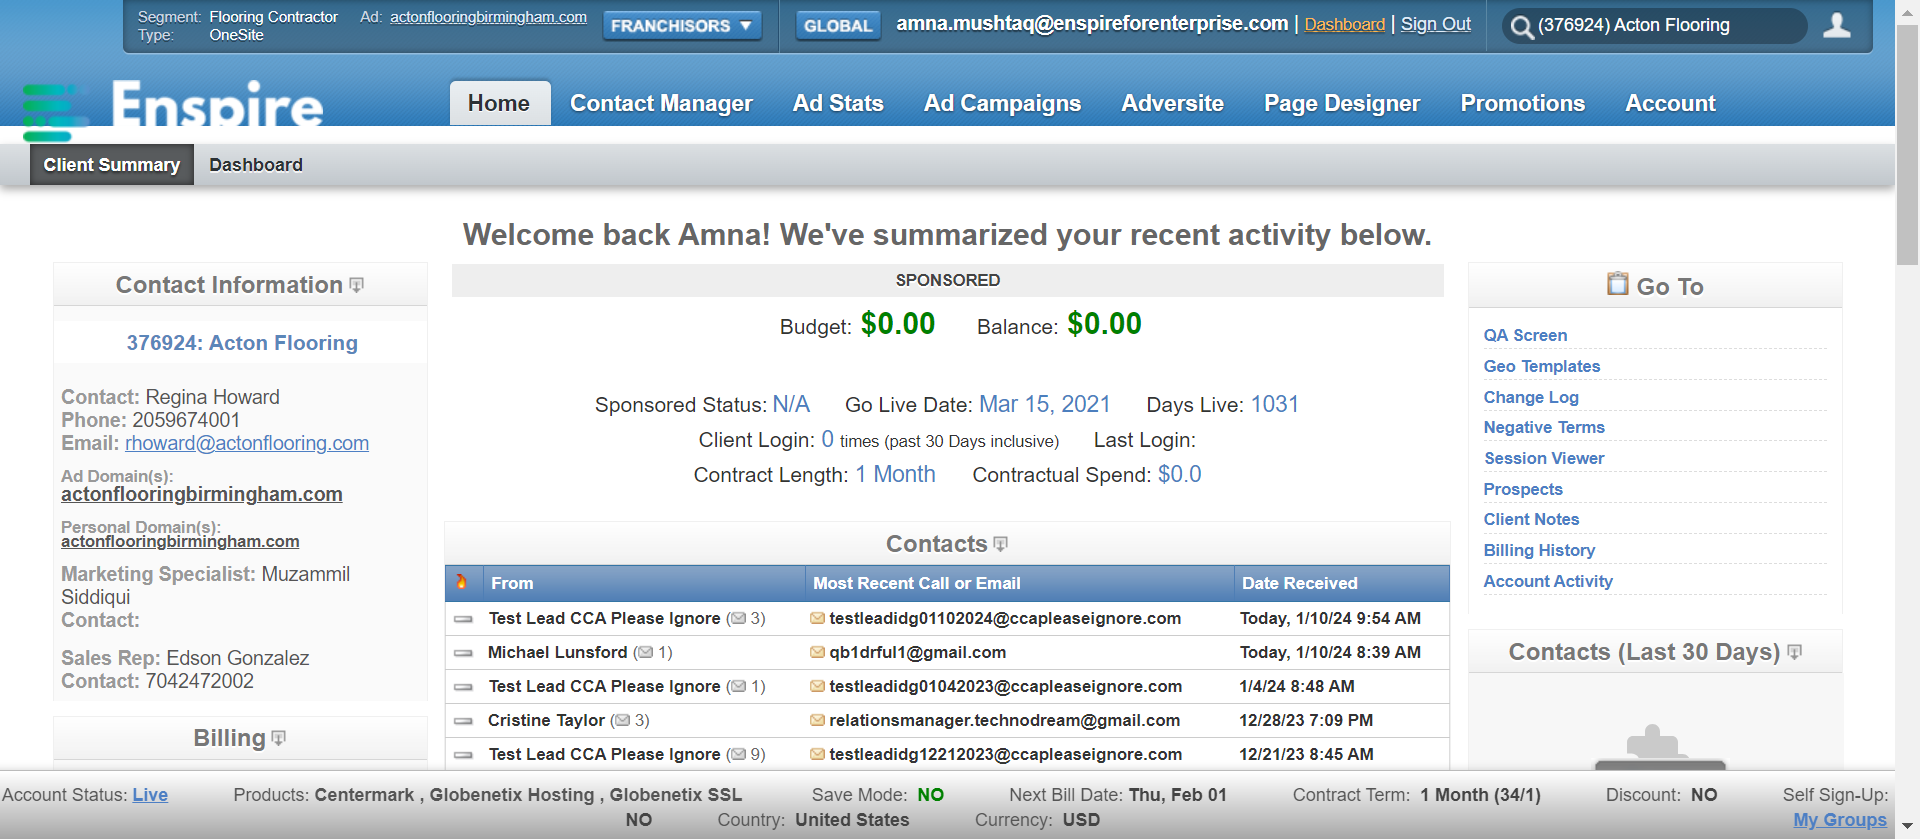 Segment: Flooring Contractor Ad: actonflooringbirmingham.com
Type: OneSite
FRANCHISORS ▼
GLOBAL
amna.mushtaq@enspireforenterprise.com | Dashboard | Sign Out
(376924) Acton Flooring
Enspire
Home Contact Manager Ad Stats Ad Campaigns Adversite Page Designer Promotions Account
Client Summary Dashboard
Welcome back Amna! We've summarized your recent activity below.
Contact Information
376924: Acton Flooring
Contact: Regina Howard
Phone: 2059674001
Email: rhoward@actonflooring.com
Ad Domain(s):
actonflooringbirmingham.com
Personal Domain(s):
actonflooringbirmingham.com
Marketing Specialist: Muzammil
Siddiqui
Contact:
Sales Rep: Edson Gonzalez
Contact: 7042472002
Billing
SPONSORED
Budget: $0.00 Balance: $0.00
Sponsored Status: N/A Go Live Date: Mar 15, 2021 Days Live: 1031
Client Login: 0 times (past 30 Days inclusive) Last Login:
Contract Length: 1 Month Contractual Spend: $0.0
Contacts
From Most Recent Call or Email Date Received
Test Lead CCA Please Ignore (3) testleadidg01102024@ccapleaseignore.com Today, 1/10/24 9:54 AM
Michael Lunsford (1) qb1drful1@gmail.com Today, 1/10/24 8:39 AM
Test Lead CCA Please Ignore (1) testleadidg01042023@ccapleaseignore.com 1/4/24 8:48 AM
Cristine Taylor (3) relationsmanager.technodream@gmail.com 12/28/23 7:09 PM
Test Lead CCA Please Ignore (9) testleadidg12212023@ccapleaseignore.com 12/21/23 8:45 AM
Go To
QA Screen
Geo Templates
Change Log
Negative Terms
Session Viewer
Prospects
Client Notes
Billing History
Account Activity
Contacts (Last 30 Days)
Account Status: Live Products: Centermark , Globenetix Hosting , Globenetix SSL Save Mode: NO Next Bill Date: Thu, Feb 01 Contract Term: 1 Month (34/1) Discount: NO Self Sign-Up:
NO Country: United States Currency: USD My Groups